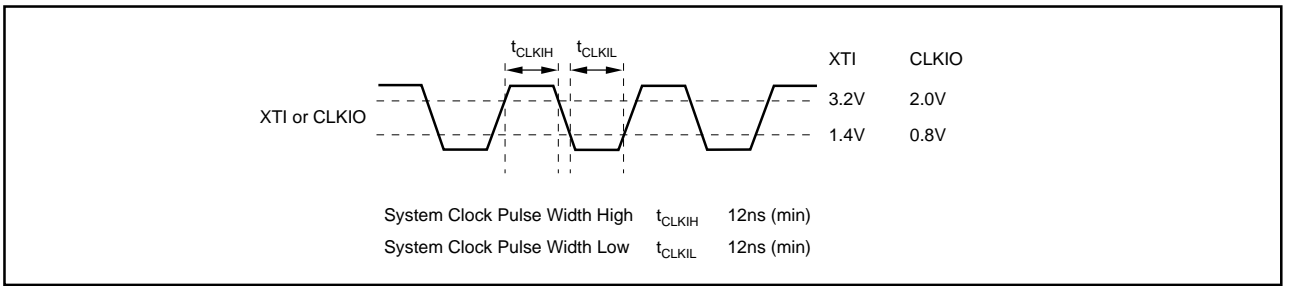 tCLKIH tCLKIL
XTI CLKIO
3.2V 2.0V
XTI or CLKIO
1.4V 0.8V
System Clock Pulse Width High tCLKIH 12ns (min)
System Clock Pulse Width Low tCLKIL 12ns (min)